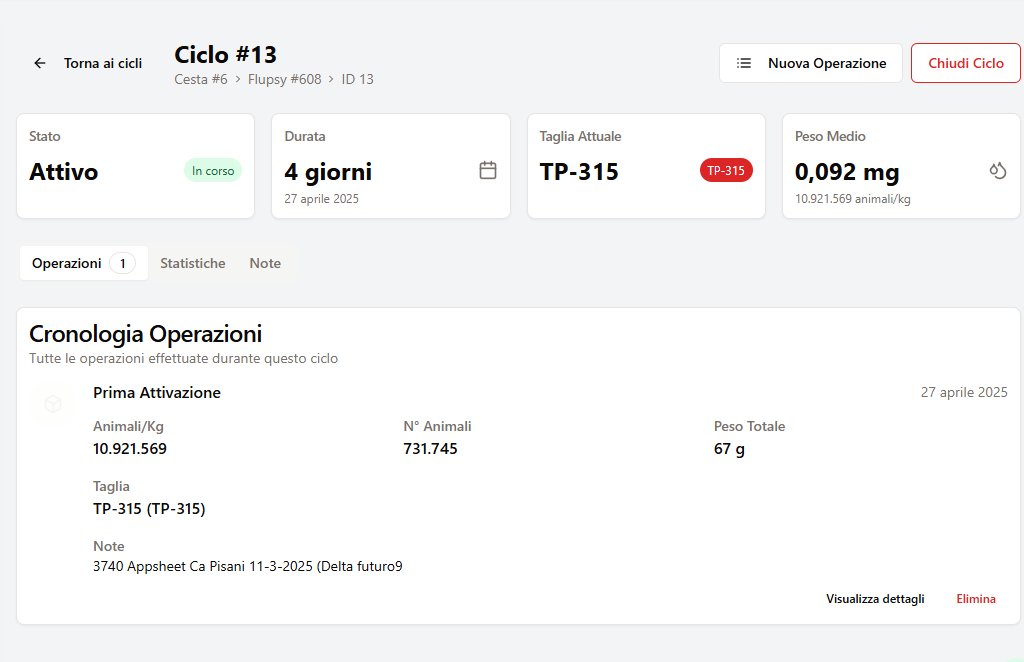 Torna ai cicli
Ciclo #13
Cesta #6 > Flupsy #608 > ID 13
Nuova Operazione
Chiudi Ciclo
Stato
Attivo
In corso
Durata
4 giorni
27 aprile 2025
Taglia Attuale
TP-315
TP-315
Peso Medio
0,092 mg
10.921.569 animali/kg
Operazioni 1
Statistiche
Note
Cronologia Operazioni
Tutte le operazioni effettuate durante questo ciclo
Prima Attivazione
27 aprile 2025
Animali/Kg
10.921.569
N° Animali
731.745
Peso Totale
67 g
Taglia
TP-315 (TP-315)
Note
3740 Appsheet Ca Pisani 11-3-2025 (Delta futuro9
Visualizza dettagli
Elimina